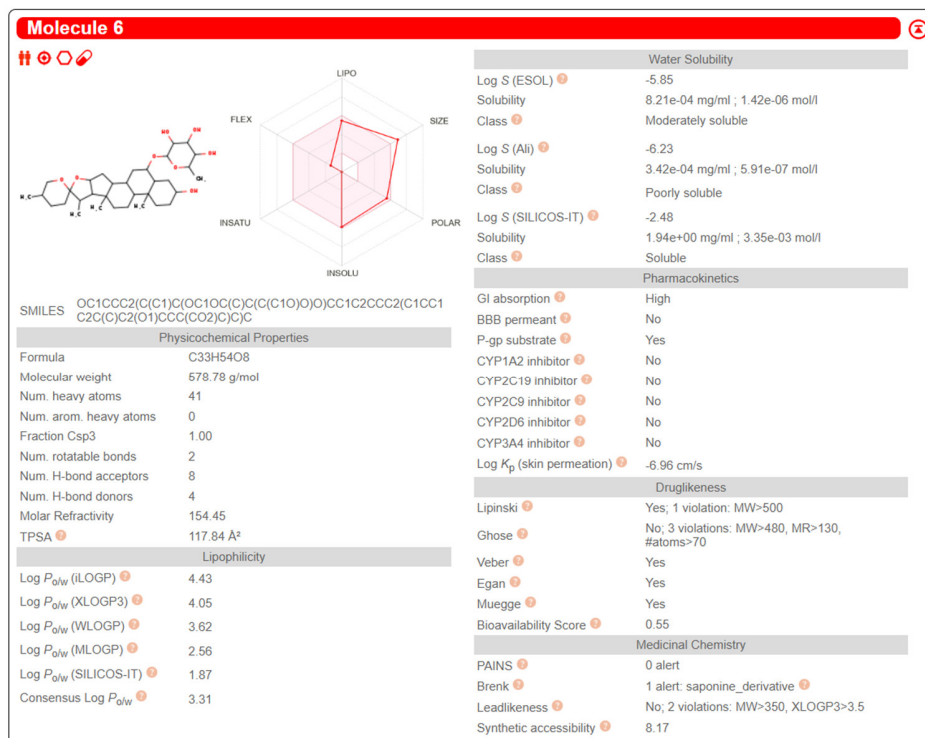 Molecule 6
LIPO
FLEX
SIZE
INSATU
POLAR
INSOLU
HO
OH
OH
O
O
O
O
CH₃
OH
H₃C
H₃C
H₃C
CH₃
SMILES OC1CCC2(C(C1)C(OC1OC(C)C(C(C1O)O)O)CC1C2CCC2(C1CC1
C2C(C)C2(O1)CCC(CO2)C)C)C
Physicochemical Properties
Formula C33H54O8
Molecular weight 578.78 g/mol
Num. heavy atoms 41
Num. arom. heavy atoms 0
Fraction Csp3 1.00
Num. rotatable bonds 2
Num. H-bond acceptors 8
Num. H-bond donors 4
Molar Refractivity 154.45
TPSA ? 117.84 Å²
Lipophilicity
Log Po/w (iLOGP) ? 4.43
Log Po/w (XLOGP3) ? 4.05
Log Po/w (WLOGP) ? 3.62
Log Po/w (MLOGP) ? 2.56
Log Po/w (SILICOS-IT) ? 1.87
Consensus Log Po/w ? 3.31
Water Solubility
Log S (ESOL) ? -5.85
Solubility 8.21e-04 mg/ml ; 1.42e-06 mol/l
Class ? Moderately soluble
Log S (Ali) ? -6.23
Solubility 3.42e-04 mg/ml ; 5.91e-07 mol/l
Class ? Poorly soluble
Log S (SILICOS-IT) ? -2.48
Solubility 1.94e+00 mg/ml ; 3.35e-03 mol/l
Class ? Soluble
Pharmacokinetics
GI absorption ? High
BBB permeant ? No
P-gp substrate ? Yes
CYP1A2 inhibitor ? No
CYP2C19 inhibitor ? No
CYP2C9 inhibitor ? No
CYP2D6 inhibitor ? No
CYP3A4 inhibitor ? No
Log Kp (skin permeation) ? -6.96 cm/s
Druglikeness
Lipinski ? Yes; 1 violation: MW>500
Ghose ? No; 3 violations: MW>480, MR>130,
#atoms>70
Veber ? Yes
Egan ? Yes
Muegge ? Yes
Bioavailability Score ? 0.55
Medicinal Chemistry
PAINS ? 0 alert
Brenk ? 1 alert: saponine_derivative ?
Leadlikeness ? No; 2 violations: MW>350, XLOGP3>3.5
Synthetic accessibility ? 8.17